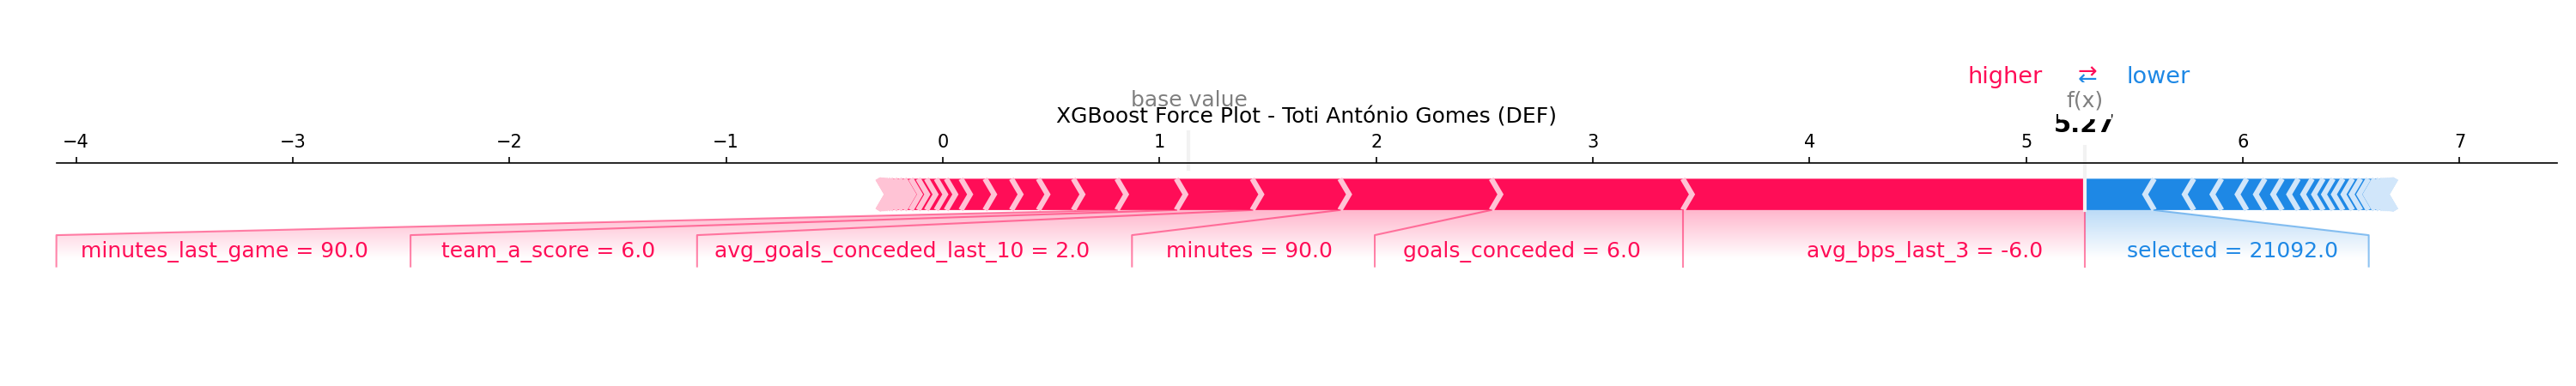 higher ⇄ lower
base value
f(x)
XGBoost Force Plot - Toti António Gomes (DEF)
5.27
−4 −3 −2 −1 0 1 2 3 4 5 6 7
minutes_last_game = 90.0 team_a_score = 6.0 avg_goals_conceded_last_10 = 2.0 minutes = 90.0 goals_conceded = 6.0 avg_bps_last_3 = -6.0 selected = 21092.0